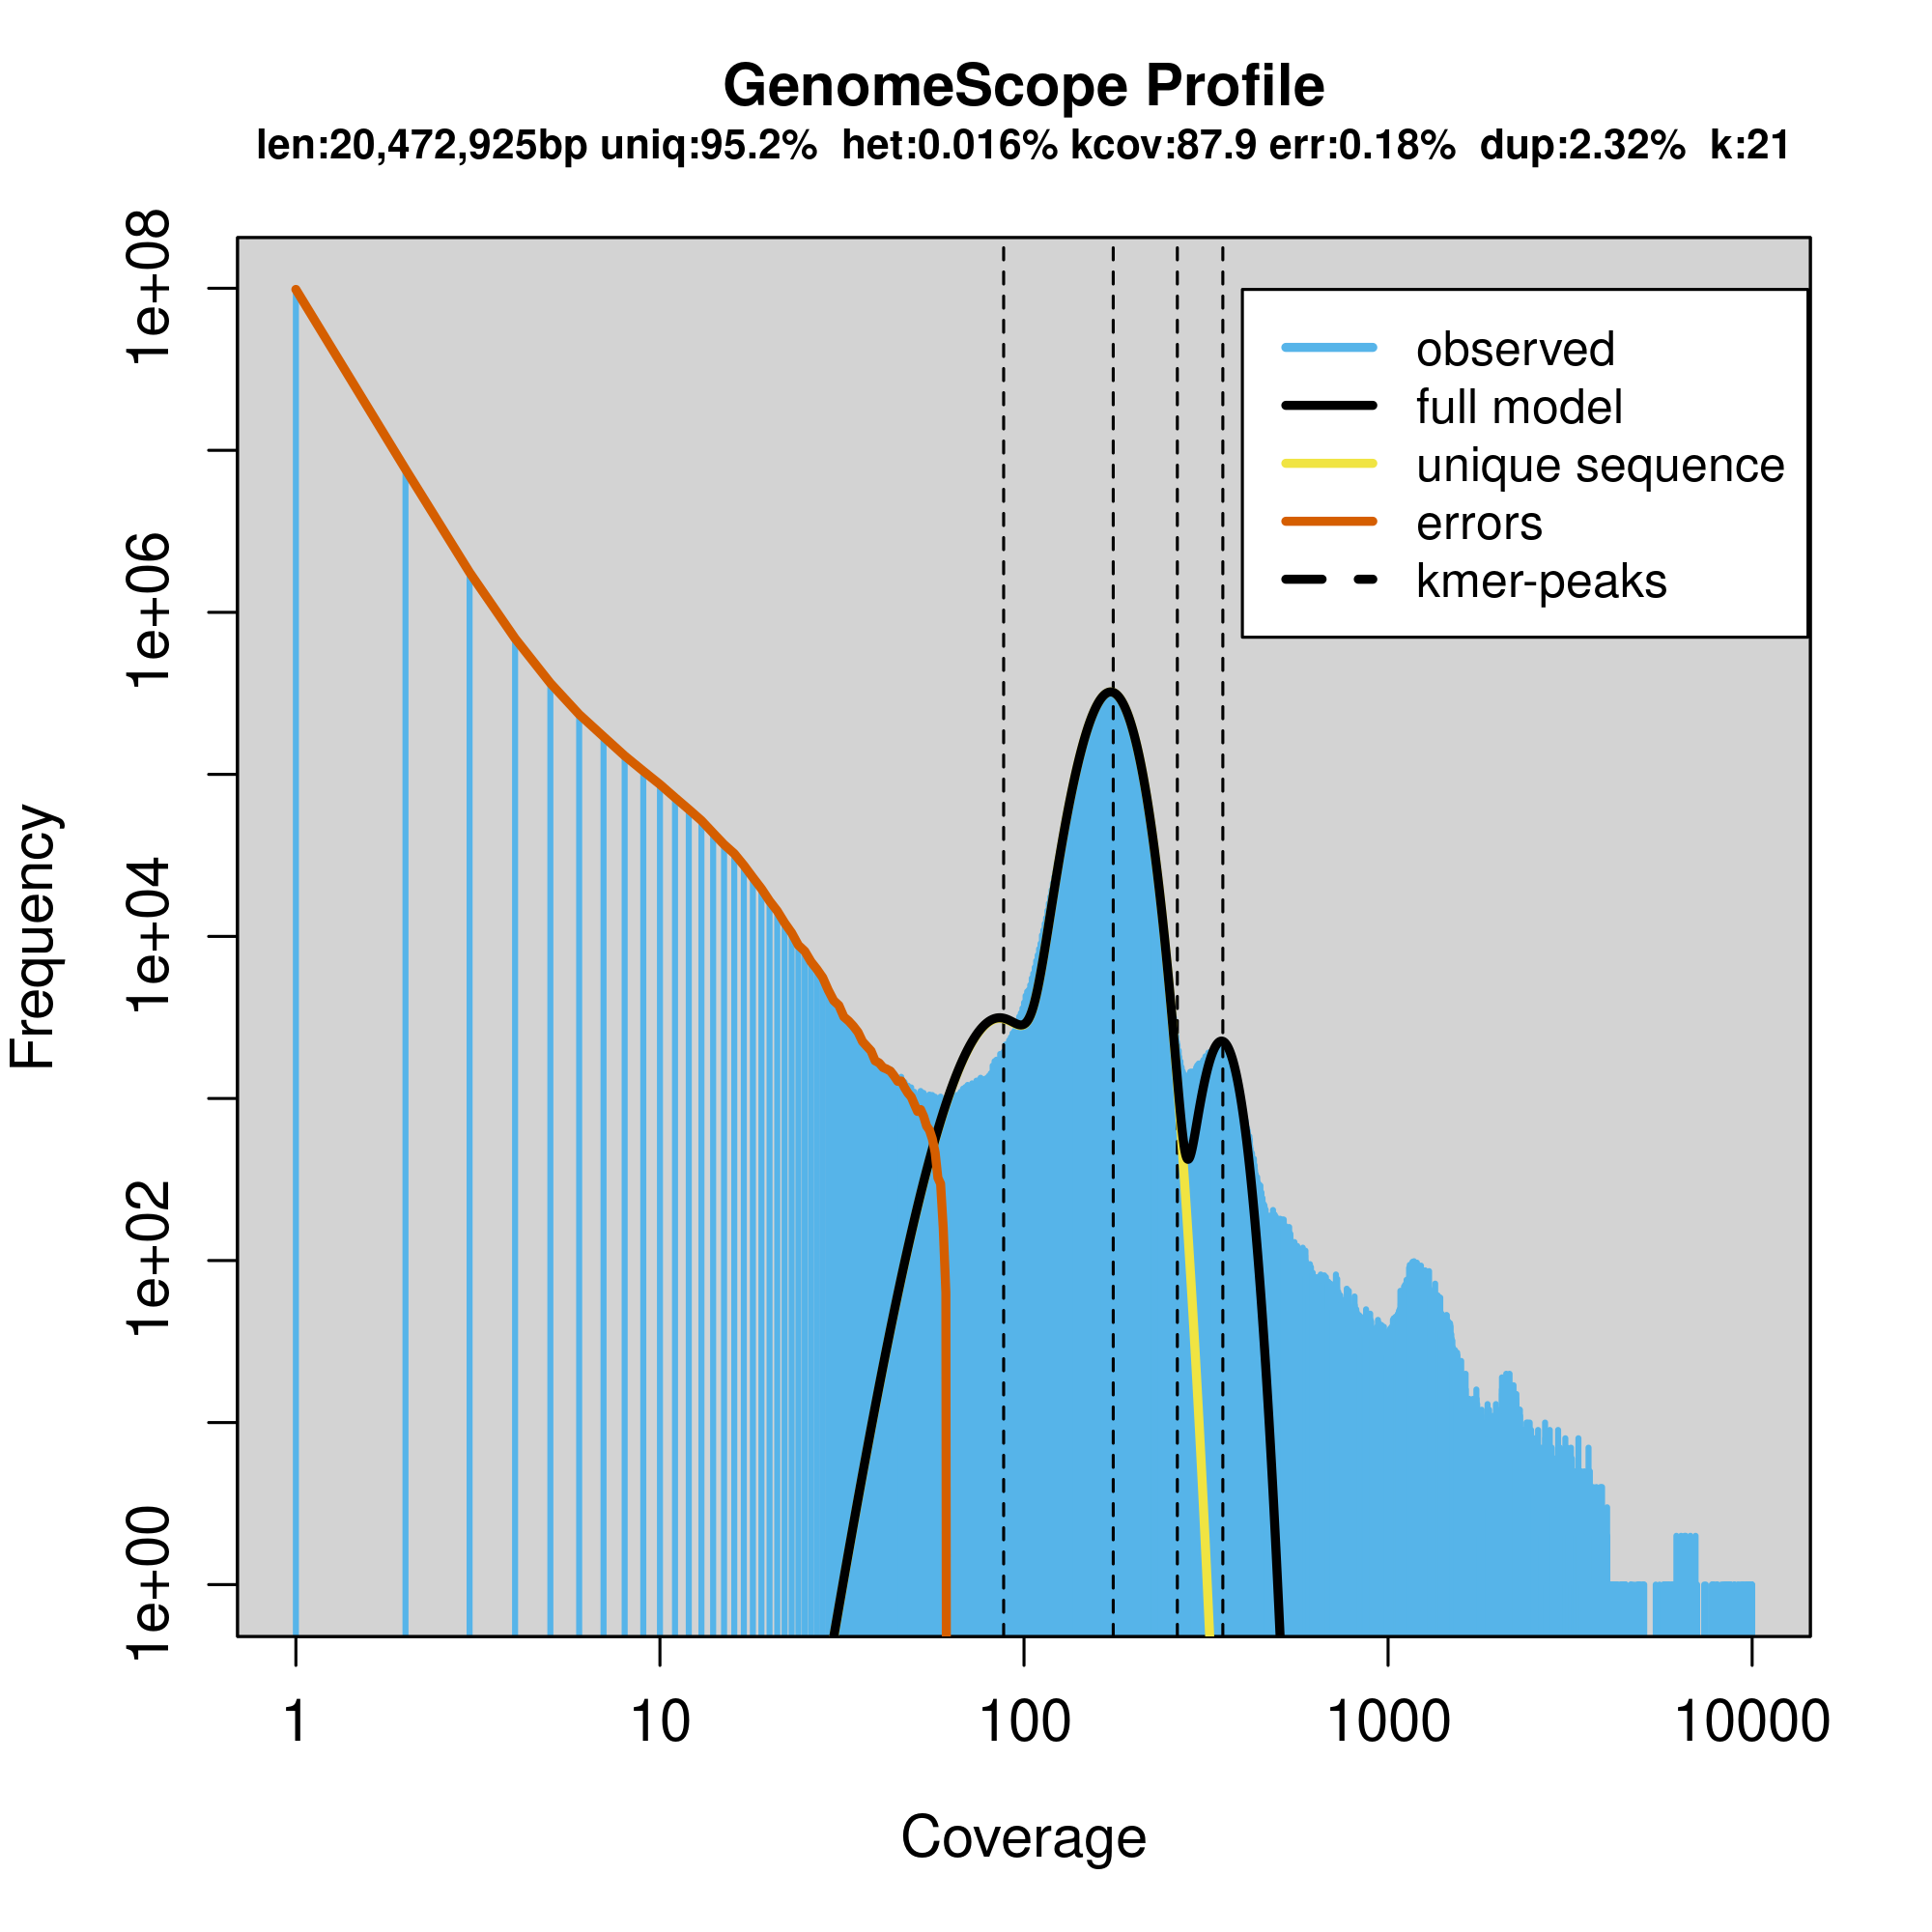 GenomeScope Profile
len:20,472,925bp uniq:95.2% het:0.016% kcov:87.9 err:0.18% dup:2.32% k:21
Frequency
1e+08
1e+06
1e+04
1e+02
1e+00
observed
full model
unique sequence
errors
kmer-peaks
1 10 100 1000 10000
Coverage